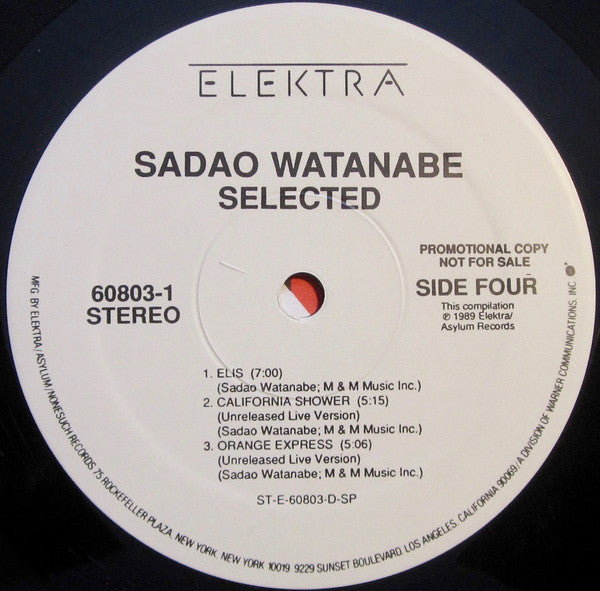 ELEKTRA
SADAO WATANABE
SELECTED
PROMOTIONAL COPY
NOT FOR SALE
60803-1
STEREO
SIDE FOUR
This compilation
℗ 1989 Elektra/
Asylum Records
1. ELIS (7:00)
(Sadao Watanabe; M & M Music Inc.)
2. CALIFORNIA SHOWER (5:15)
(Unreleased Live Version)
(Sadao Watanabe; M & M Music Inc.)
3. ORANGE EXPRESS (5:06)
(Unreleased Live Version)
(Sadao Watanabe; M & M Music Inc.)
ST-E-60803-D-SP
MFG BY ELEKTRA/ASYLUM/NONESUCH RECORDS 75 ROCKEFELLER PLAZA, NEW YORK, NEW YORK 10019 9229 SUNSET BOULEVARD, LOS ANGELES, CALIFORNIA 90069/A DIVISION OF WARNER COMMUNICATIONS, INC.